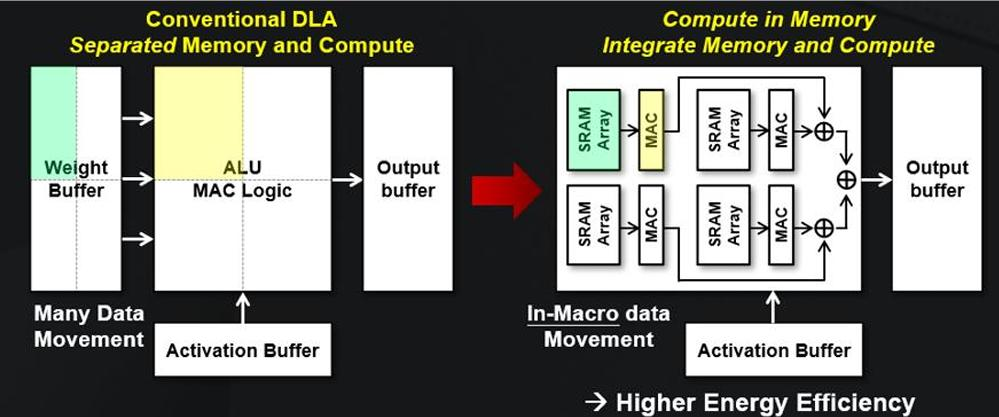 Conventional DLA
Separated Memory and Compute
Weight
Buffer
ALU
MAC Logic
Output
buffer
Many Data
Movement
Activation Buffer
Compute in Memory
Integrate Memory and Compute
SRAM
Array
MAC
SRAM
Array
MAC
SRAM
Array
MAC
SRAM
Array
MAC
Output
buffer
In-Macro data
Movement
Activation Buffer
→ Higher Energy Efficiency